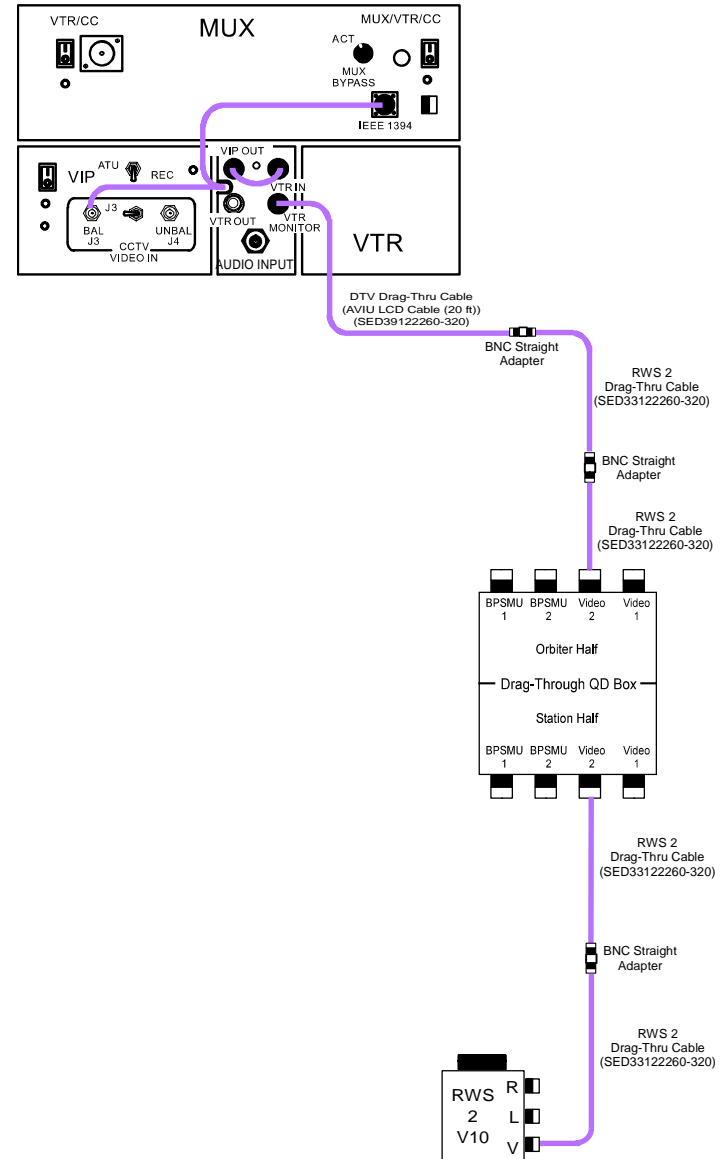 VTR/CC
MUX
MUX/VTR/CC
ACT
MUX
BYPASS
IEEE 1394
VIP
ATU
REC
J3
BAL
J3
UNBAL
J4
CCTV
VIDEO IN
VIP OUT
VTR IN
VTR OUT
VTR
MONITOR
AUDIO INPUT
VTR
DTV Drag-Thru Cable
(AVIU LCD Cable (20 ft))
(SED39122260-320)
BNC Straight
Adapter
RWS 2
Drag-Thru Cable
(SED33122260-320)
BNC Straight
Adapter
RWS 2
Drag-Thru Cable
(SED33122260-320)
BPSMU BPSMU Video Video
1 2 2 1
Orbiter Half
Drag-Through QD Box
Station Half
BPSMU BPSMU Video Video
1 2 2 1
RWS 2
Drag-Thru Cable
(SED33122260-320)
BNC Straight
Adapter
RWS 2
Drag-Thru Cable
(SED33122260-320)
RWS
2
V10
R
L
V